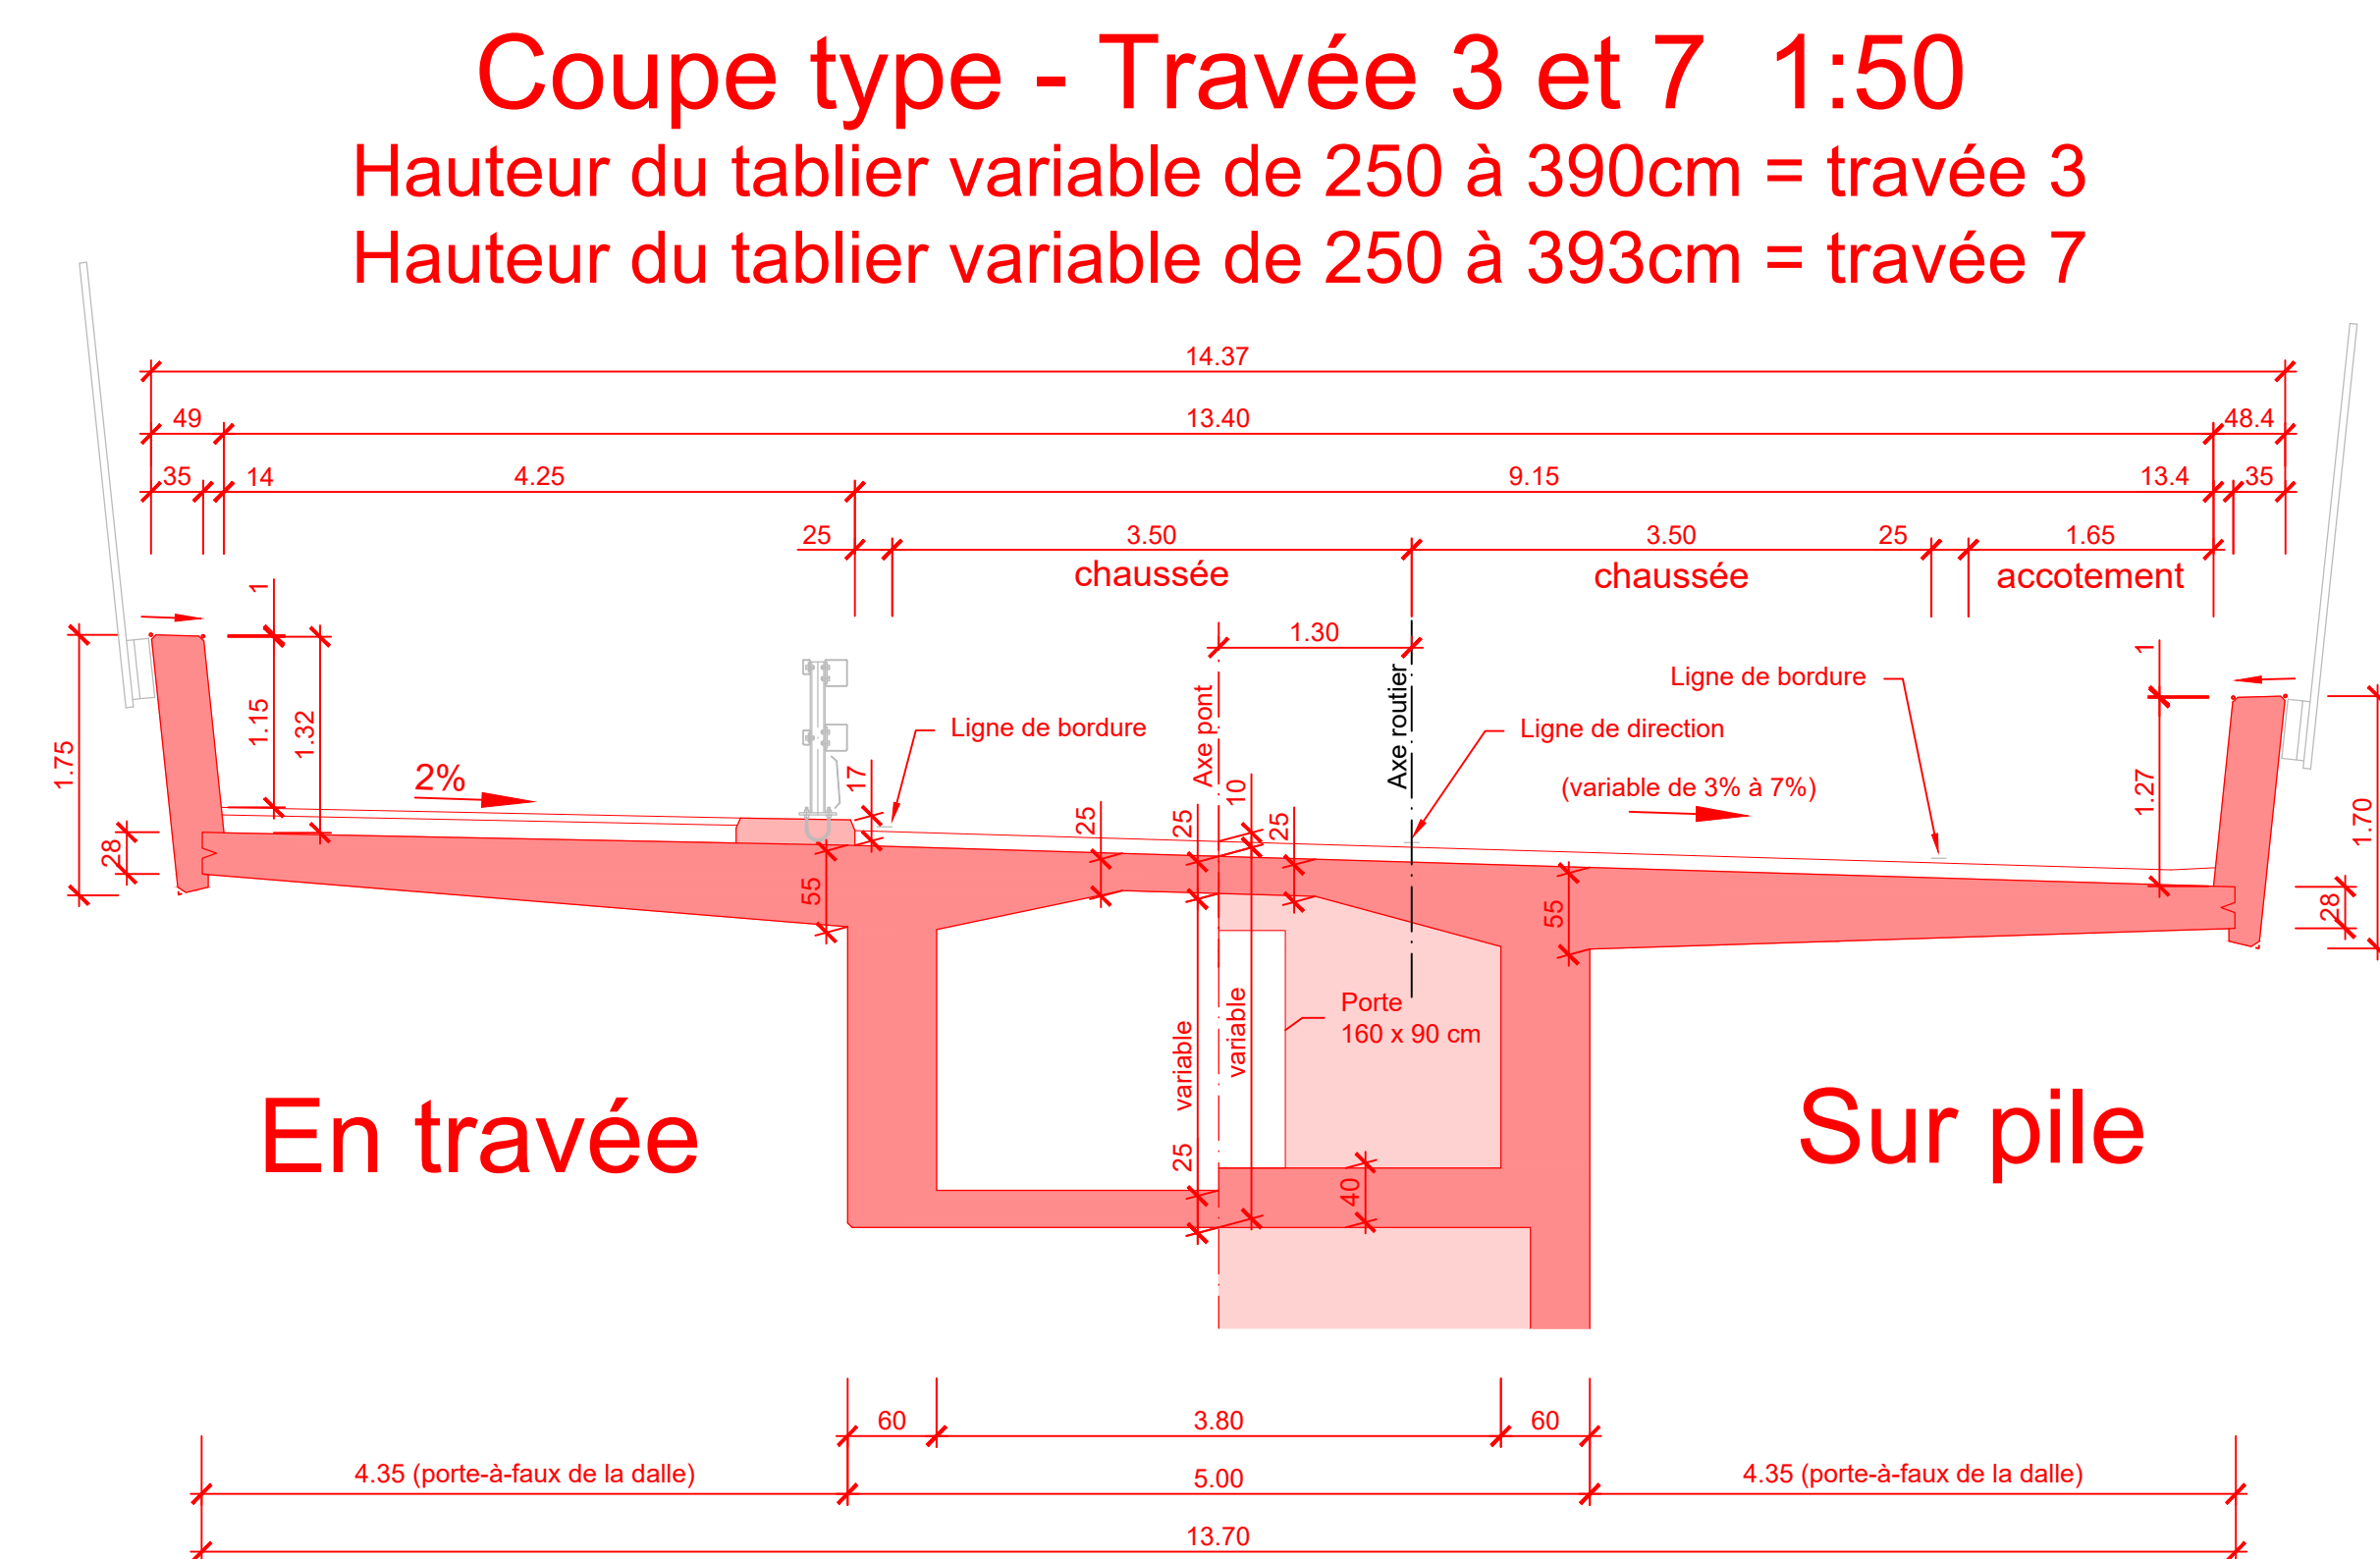 Coupe type - Travée 3 et 7 1:50
Hauteur du tablier variable de 250 à 390cm = travée 3
Hauteur du tablier variable de 250 à 393cm = travée 7
14.37
49 13.40 48.4
35 14 4.25 9.15 13.4 35
25 3.50 3.50 25 1.65
chaussée chaussée accotement
1
1.30
1
1.75
1.15
1.32
Axe pont
Axe routier
Ligne de bordure
Ligne de bordure
Ligne de direction
2%
17
10
(variable de 3% à 7%)
1.27
1.70
28
25
25
25
55
55
28
Porte
160 x 90 cm
variable
variable
En travée
Sur pile
25
40
60 3.80 60
4.35 (porte-à-faux de la dalle) 5.00 4.35 (porte-à-faux de la dalle)
13.70